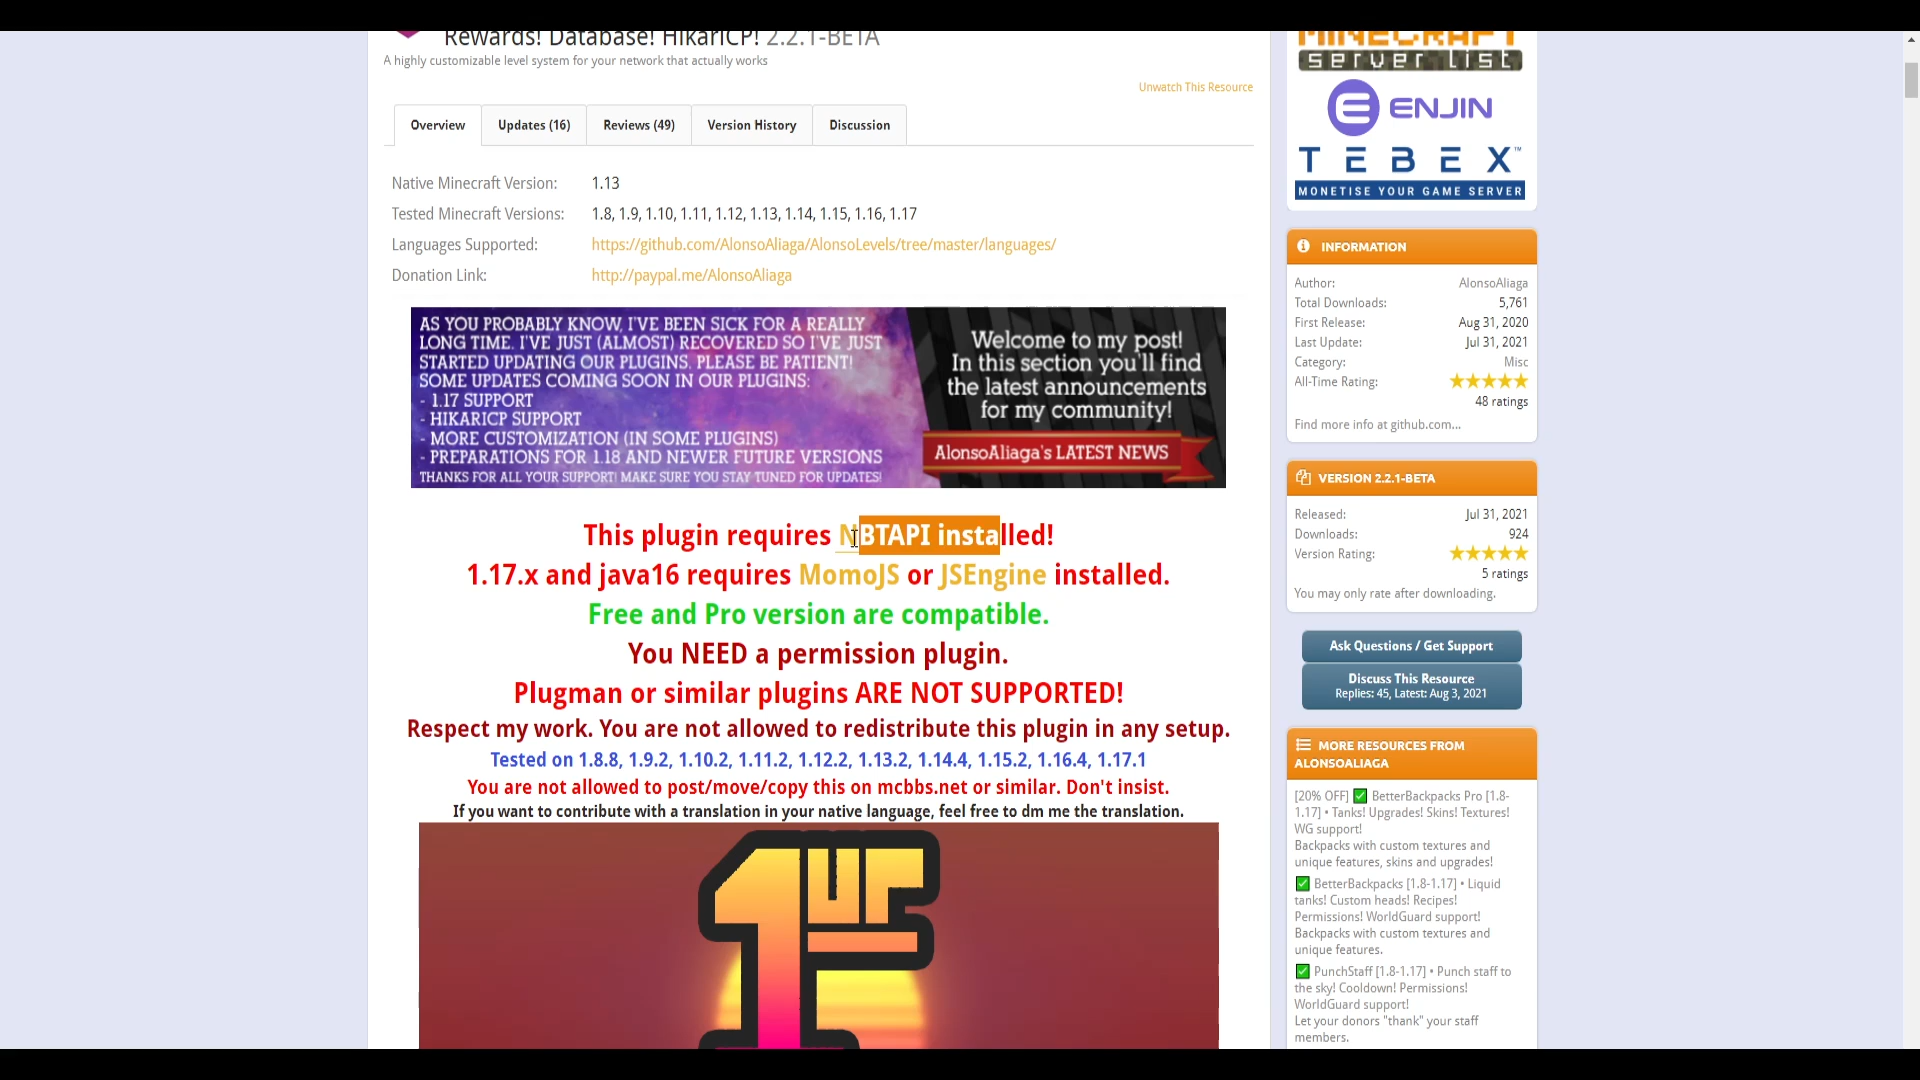 Rewards! Database! HikariCP! 2.2.1-BETA
A highly customizable level system for your network that actually works
Unwatch This Resource
Overview
Updates (16)
Reviews (49)
Version History
Discussion
Native Minecraft Version: 1.13
Tested Minecraft Versions: 1.8, 1.9, 1.10, 1.11, 1.12, 1.13, 1.14, 1.15, 1.16, 1.17
Languages Supported: https://github.com/AlonsoAliaga/AlonsoLevels/tree/master/languages/
Donation Link: http://paypal.me/AlonsoAliaga
AS YOU PROBABLY KNOW, I'VE BEEN SICK FOR A REALLY
LONG TIME. I'VE JUST (ALMOST) RECOVERED SO I'VE JUST
STARTED UPDATING OUR PLUGINS. PLEASE BE PATIENT!
SOME UPDATES COMING SOON IN OUR PLUGINS:
- 1.17 SUPPORT
- HIKARICP SUPPORT
- MORE CUSTOMIZATION (IN SOME PLUGINS)
- PREPARATIONS FOR 1.18 AND NEWER FUTURE VERSIONS
THANKS FOR ALL YOUR SUPPORT! MAKE SURE YOU STAY TUNED FOR UPDATES!
Welcome to my post!
In this section you'll find
the latest announcements
for my community!
AlonsoAliaga's LATEST NEWS
This plugin requires NBTAPI installed!
1.17.x and java16 requires MomoJS or JSEngine installed.
Free and Pro version are compatible.
You NEED a permission plugin.
Plugman or similar plugins ARE NOT SUPPORTED!
Respect my work. You are not allowed to redistribute this plugin in any setup.
Tested on 1.8.8, 1.9.2, 1.10.2, 1.11.2, 1.12.2, 1.13.2, 1.14.4, 1.15.2, 1.16.4, 1.17.1
You are not allowed to post/move/copy this on mcbbs.net or similar. Don't insist.
If you want to contribute with a translation in your native language, feel free to dm me the translation.
1UP
MINECRAFT
server list
ENJIN
TEBEX™
MONETISE YOUR GAME SERVER
INFORMATION
Author: AlonsoAliaga
Total Downloads: 5,761
First Release: Aug 31, 2020
Last Update: Jul 31, 2021
Category: Misc
All-Time Rating:
48 ratings
Find more info at github.com...
VERSION 2.2.1-BETA
Released: Jul 31, 2021
Downloads: 924
Version Rating:
5 ratings
You may only rate after downloading.
Ask Questions / Get Support
Discuss This Resource
Replies: 45, Latest: Aug 3, 2021
MORE RESOURCES FROM
ALONSOALIAGA
[20% OFF] ✅ BetterBackpacks Pro [1.8-
1.17] • Tanks! Upgrades! Skins! Textures!
WG support!
Backpacks with custom textures and
unique features, skins and upgrades!
✅ BetterBackpacks [1.8-1.17] • Liquid
tanks! Custom heads! Recipes!
Permissions! WorldGuard support!
Backpacks with custom textures and
unique features.
✅ PunchStaff [1.8-1.17] • Punch staff to
the sky! Cooldown! Permissions!
WorldGuard support!
Let your donors "thank" your staff
members.